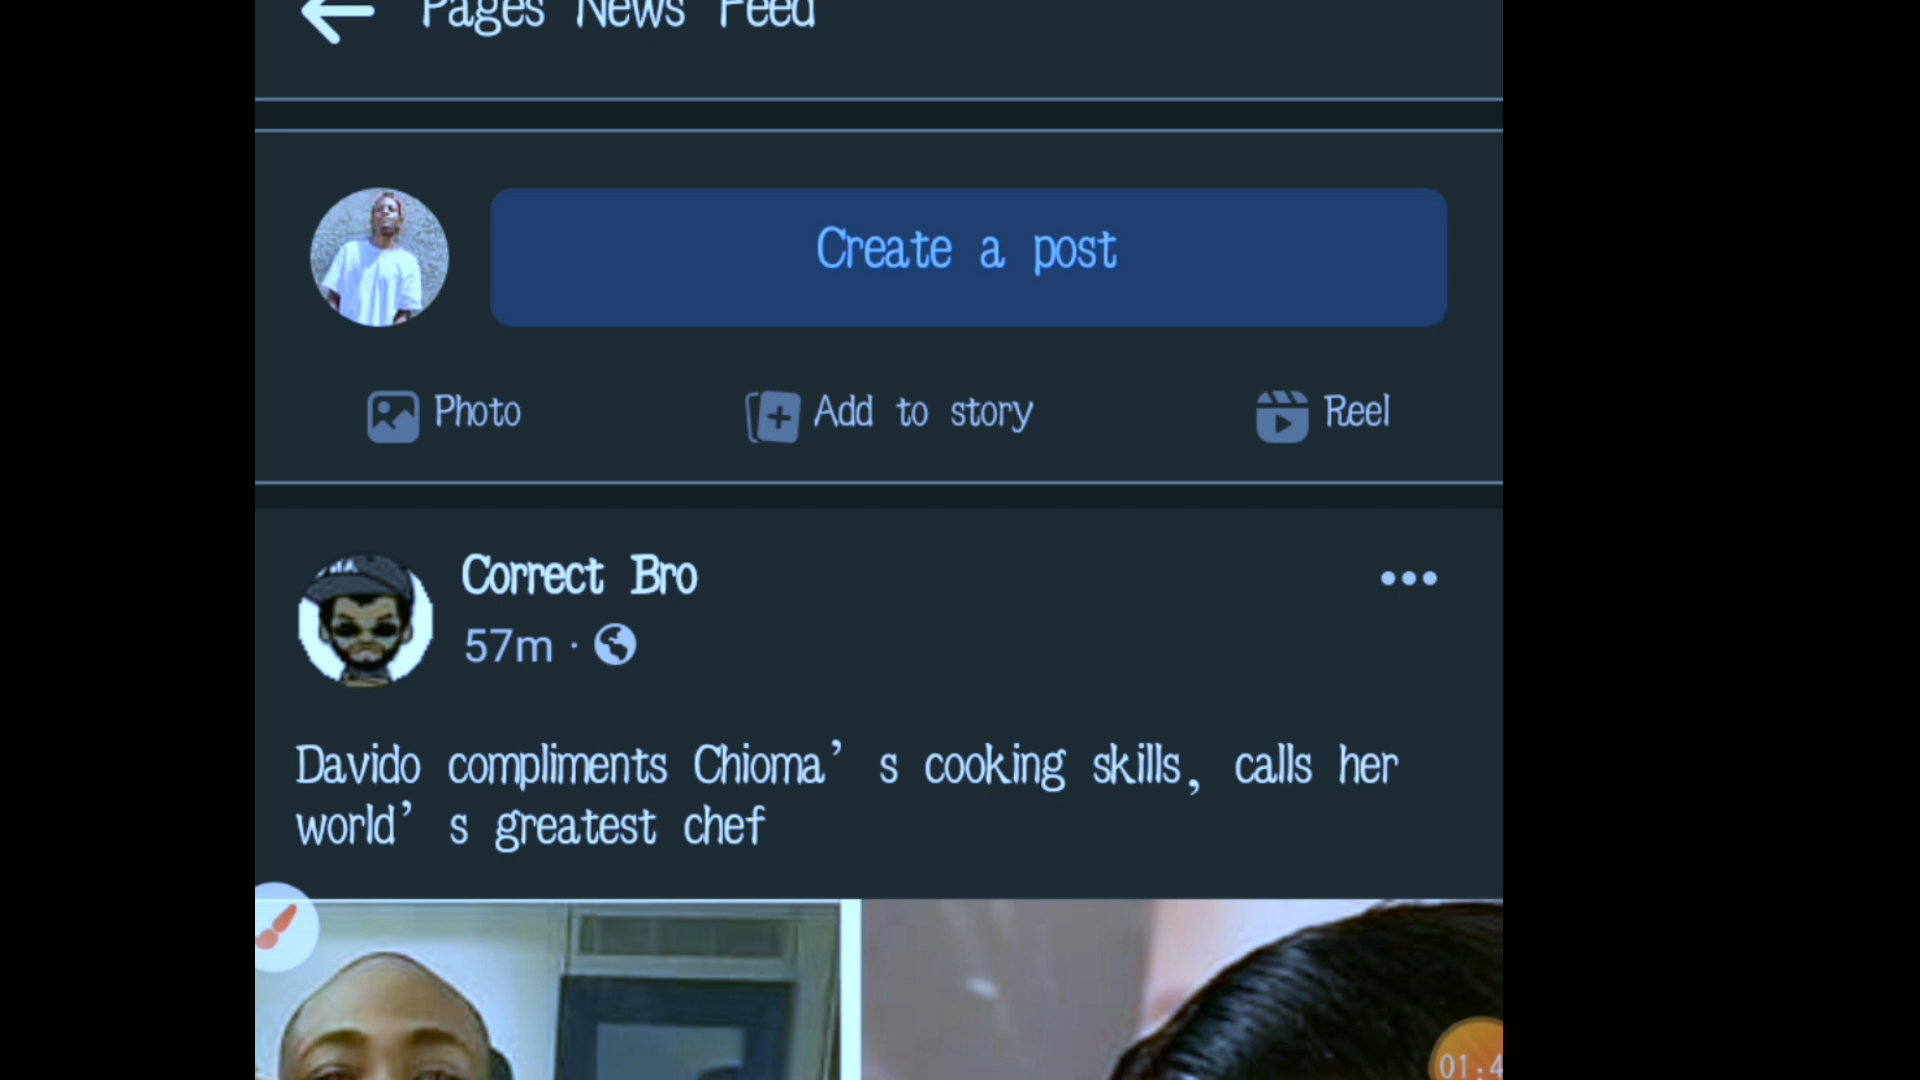 Pages News Feed
Create a post
Photo
Add to story
Reel
Correct Bro
57m ·
Davido compliments Chioma’s cooking skills, calls her
world’s greatest chef
01:4